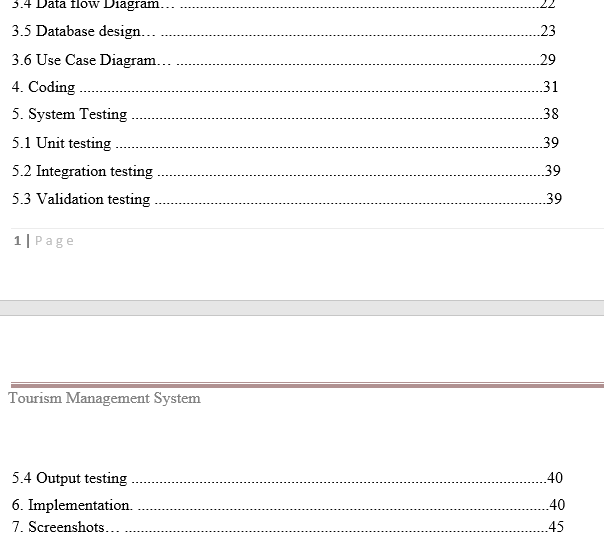 3.4 Data flow Diagram… ........................................................................22
3.5 Database design… ........................................................................23
3.6 Use Case Diagram… ........................................................................29
4. Coding ........................................................................31
5. System Testing ........................................................................38
5.1 Unit testing ........................................................................39
5.2 Integration testing ........................................................................39
5.3 Validation testing ........................................................................39
1 | Page
Tourism Management System
5.4 Output testing ........................................................................40
6. Implementation. ........................................................................40
7. Screenshots… ........................................................................45